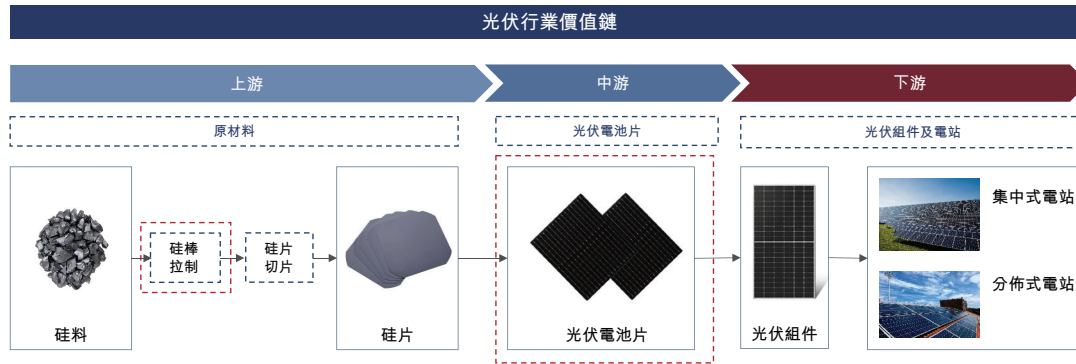 光伏行業價值鏈
上游
中游
下游
原材料
光伏電池片
光伏組件及電站
硅料
硅棒
拉制
硅片
切片
硅片
光伏電池片
光伏組件
集中式電站
分佈式電站